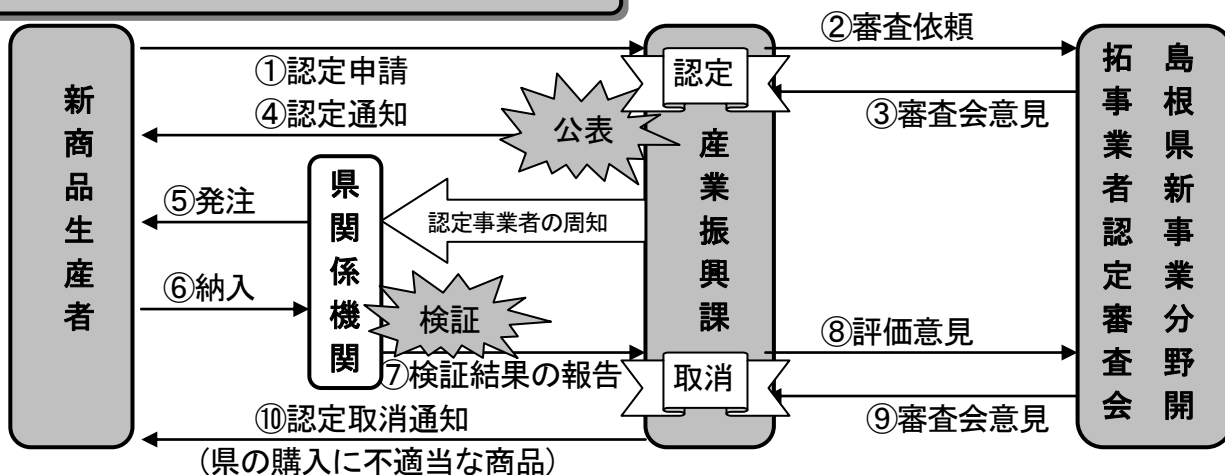 新商品生産者
①認定申請
④認定通知
公表
認定
②審査依頼
③審査会意見
県関係機関
⑤発注
認定事業者の周知
⑥納入
検証
⑦検証結果の報告
産業振興課
取消
⑧評価意見
⑨審査会意見
⑩認定取消通知
(県の購入に不適当な商品)
島根県新事業分野開
拓事業者認定審査会